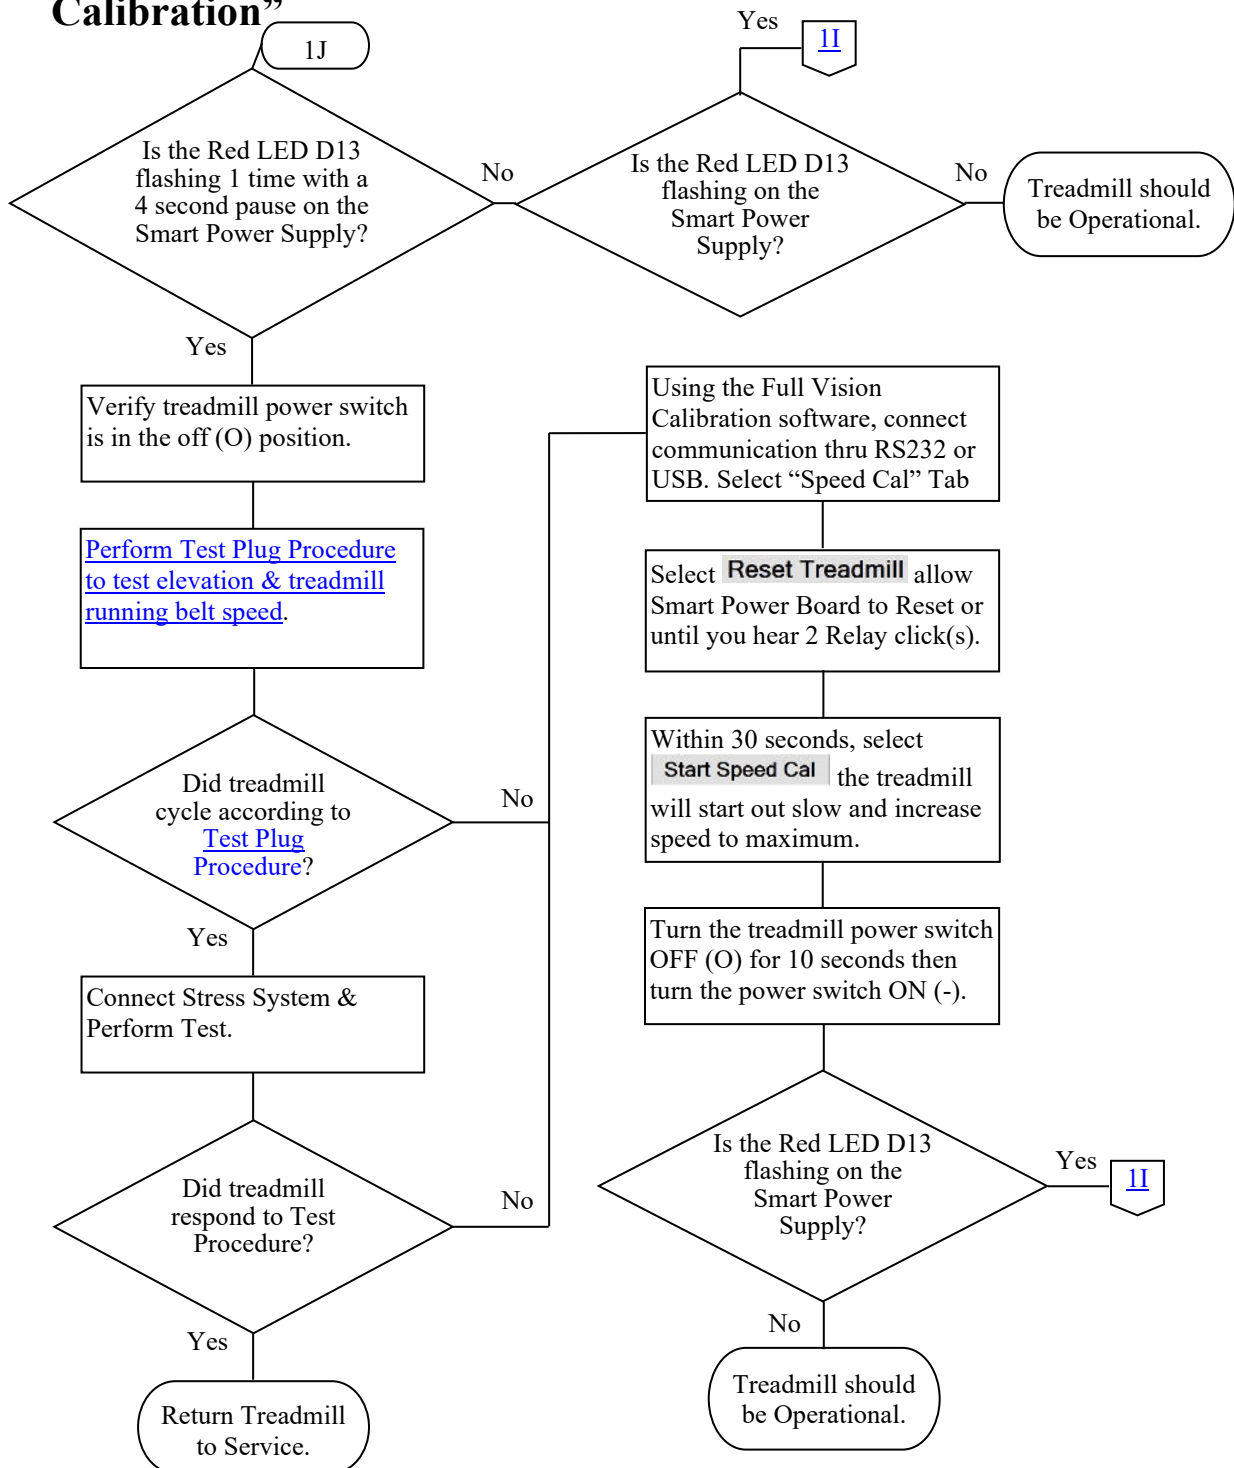 Calibration”
1J
Is the Red LED D13
flashing 1 time with a
4 second pause on the
Smart Power Supply?
No
Yes
1I
Is the Red LED D13
flashing on the
Smart Power
Supply?
No
Treadmill should
be Operational.
Yes
Verify treadmill power switch
is in the off (O) position.
Perform Test Plug Procedure
to test elevation & treadmill
running belt speed.
Did treadmill
cycle according to
Test Plug
Procedure?
No
Yes
Connect Stress System &
Perform Test.
Did treadmill
respond to Test
Procedure?
No
Yes
Return Treadmill
to Service.
Using the Full Vision
Calibration software, connect
communication thru RS232 or
USB. Select “Speed Cal” Tab
Select Reset Treadmill allow
Smart Power Board to Reset or
until you hear 2 Relay click(s).
Within 30 seconds, select
Start Speed Cal the treadmill
will start out slow and increase
speed to maximum.
Turn the treadmill power switch
OFF (O) for 10 seconds then
turn the power switch ON (-).
Is the Red LED D13
flashing on the
Smart Power
Supply?
Yes
1I
No
Treadmill should
be Operational.